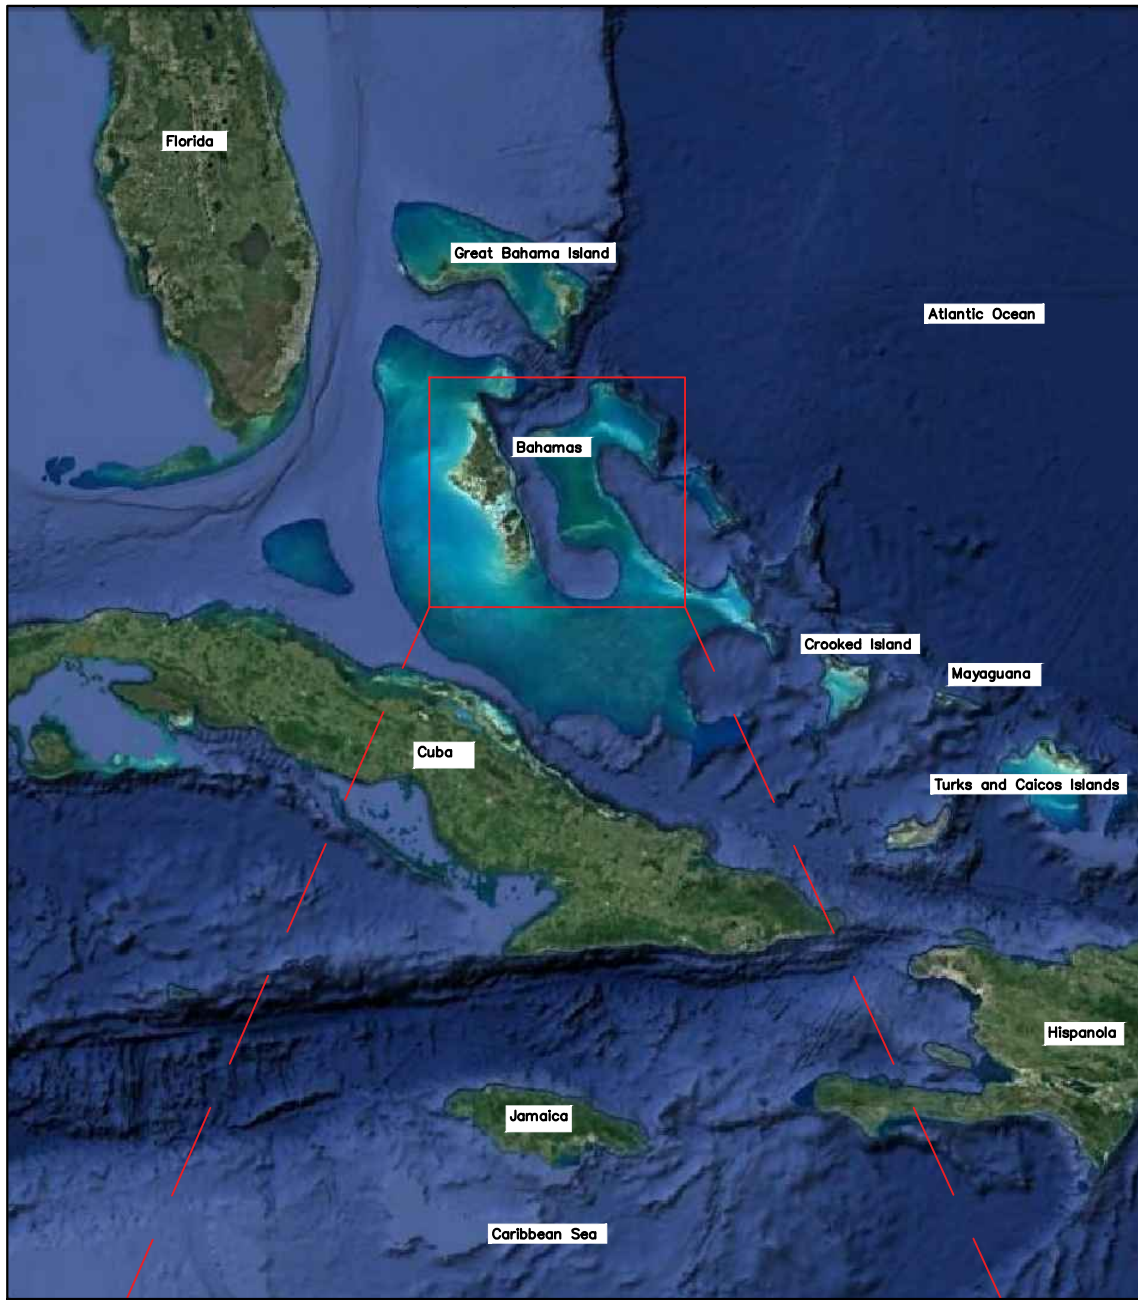 Florida
Great Bahama Island
Atlantic Ocean
Bahamas
Crooked Island
Mayaguana
Cuba
Turks and Caicos Islands
Hispanola
Jamaica
Caribbean Sea